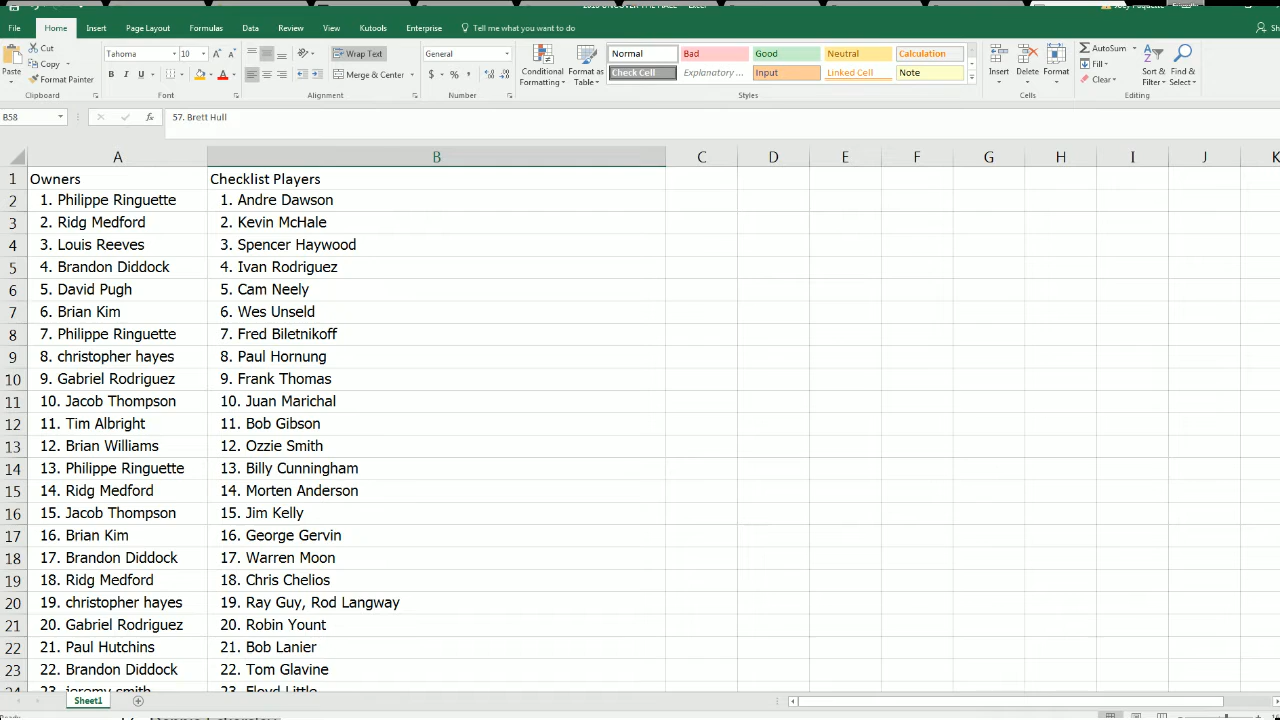 File Home Insert Page Layout Formulas Data Review View Kutools Enterprise Tell me what you want to do
Cut Tahoma 10 Wrap Text General Normal Bad Good Neutral Calculation AutoSum
Paste Copy Conditional Formatting Format as Table Insert Delete Format Fill Sort & Filter Find & Select
Format Painter B I U Merge & Center $ % Check Cell Explanatory ... Input Linked Cell Note Clear
Clipboard Font Alignment Number Styles Cells Editing
B58 fx 57. Brett Hull
A B C D E F G H I J K
1 Owners Checklist Players
2 1. Philippe Ringuette 1. Andre Dawson
3 2. Ridg Medford 2. Kevin McHale
4 3. Louis Reeves 3. Spencer Haywood
5 4. Brandon Diddock 4. Ivan Rodriguez
6 5. David Pugh 5. Cam Neely
7 6. Brian Kim 6. Wes Unseld
8 7. Philippe Ringuette 7. Fred Biletnikoff
9 8. christopher hayes 8. Paul Hornung
10 9. Gabriel Rodriguez 9. Frank Thomas
11 10. Jacob Thompson 10. Juan Marichal
12 11. Tim Albright 11. Bob Gibson
13 12. Brian Williams 12. Ozzie Smith
14 13. Philippe Ringuette 13. Billy Cunningham
15 14. Ridg Medford 14. Morten Anderson
16 15. Jacob Thompson 15. Jim Kelly
17 16. Brian Kim 16. George Gervin
18 17. Brandon Diddock 17. Warren Moon
19 18. Ridg Medford 18. Chris Chelios
20 19. christopher hayes 19. Ray Guy, Rod Langway
21 20. Gabriel Rodriguez 20. Robin Yount
22 21. Paul Hutchins 21. Bob Lanier
23 22. Brandon Diddock 22. Tom Glavine
24 23. jeremy smith 23. Floyd Little
Sheet1